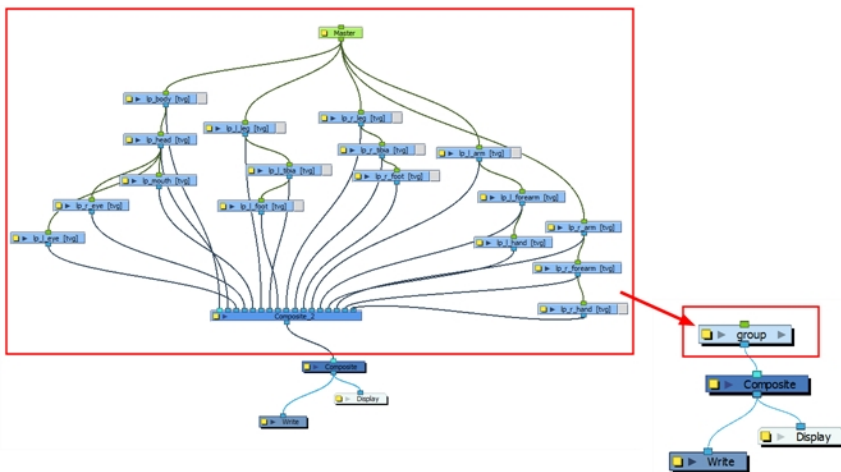 Master
lp_body [tvg]
lp_l_leg [tvg]
lp_r_leg [tvg]
lp_head [tvg]
lp_r_tibia [tvg]
lp_l_arm [tvg]
lp_mouth [tvg]
lp_l_tibia [tvg]
lp_r_foot [tvg]
lp_r_eye [tvg]
lp_l_foot [tvg]
lp_l_forearm [tvg]
lp_l_eye [tvg]
lp_l_hand [tvg]
lp_r_arm [tvg]
lp_r_forearm [tvg]
Composite_2
lp_r_hand [tvg]
group
Composite
Display
Write
Composite
Display
Write